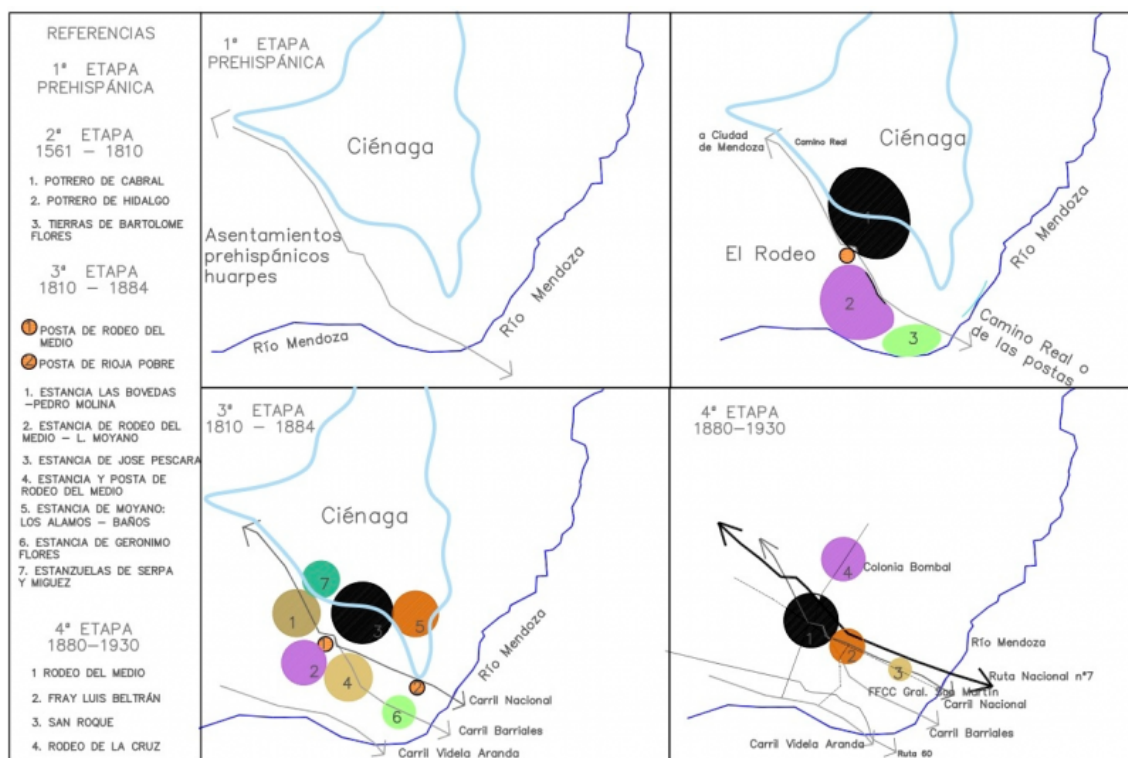 REFERENCIAS
1ª ETAPA
PREHISPÁNICA
2ª ETAPA
1561 – 1810
1. POTRERO DE CABRAL
2. POTRERO DE HIDALGO
3. TIERRAS DE BARTOLOME
FLORES
3ª ETAPA
1810 – 1884
1 POSTA DE RODEO DEL
MEDIO
2 POSTA DE RIOJA POBRE
1. ESTANCIA LAS BOVEDAS
–PEDRO MOLINA
2. ESTANCIA DE RODEO DEL
MEDIO – L. MOYANO
3. ESTANCIA DE JOSE PESCARA
4. ESTANCIA Y POSTA DE
RODEO DEL MEDIO
5. ESTANCIA DE MOYANO:
LOS ALAMOS – BAÑOS
6. ESTANCIA DE GERONIMO
FLORES
7. ESTANZUELAS DE SERPA
Y MIGUEZ
4ª ETAPA
1880–1930
1 RODEO DEL MEDIO
2. FRAY LUIS BELTRÁN
3. SAN ROQUE
4. RODEO DE LA CRUZ
1ª ETAPA
PREHISPÁNICA
Ciénaga
Asentamientos
prehispánicos
huarpes
Río Mendoza
Río Mendoza
a Ciudad
de Mendoza
Camino Real
Ciénaga
1
El Rodeo
2
3
Río Mendoza
Camino Real o
de las postas
3ª ETAPA
1810 – 1884
Ciénaga
7
1
3
5
1
2
4
2
6
Río Mendoza
Carril Nacional
Carril Barriales
Carril Videla Aranda
4ª ETAPA
1880–1930
4
Colonia Bombal
1
2
3
Río Mendoza
Ruta Nacional n°7
FFCC Gral. San Martín
Carril Nacional
Carril Barriales
Carril Videla Aranda
Ruta 60